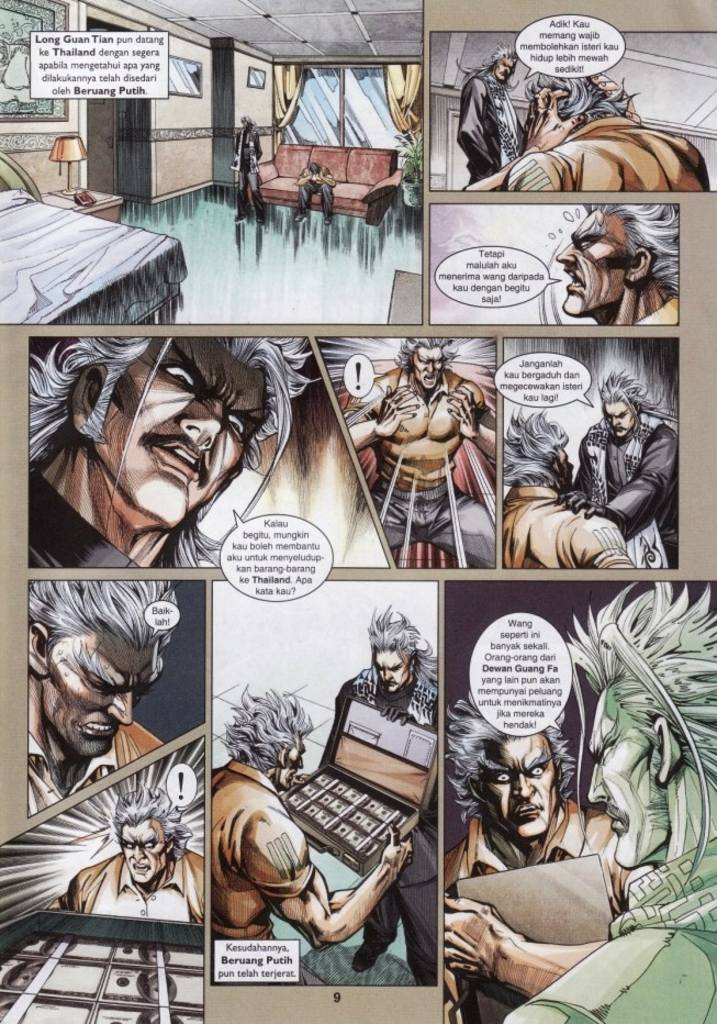 Long Guan Tian pun datang
ke Thailand dengan segera
apabila mengetahui apa yang
dilakukannya telah disedari
oleh Beruang Putih.
Adik! Kau
memang wajib
membolehkan isteri kau
hidup lebih mewah
sedikit!
Tetapi
malulah aku
menerima wang daripada
kau dengan begitu
saja!
Kalau
begitu, mungkin
kau boleh membantu
aku untuk menyeludup-
kan barang-barang
ke Thailand. Apa
kata kau?
!
Janganlah
kau bergaduh dan
megecewakan isteri
kau lagi!
Baik-
lah!
!
Kesudahannya,
Beruang Putih
pun telah terjerat.
Wang
seperti ini
banyak sekali.
Orang-orang dari
Dewan Guang Fa
yang lain pun akan
mempunyai peluang
untuk menikmatinya
jika mereka
hendak!
9